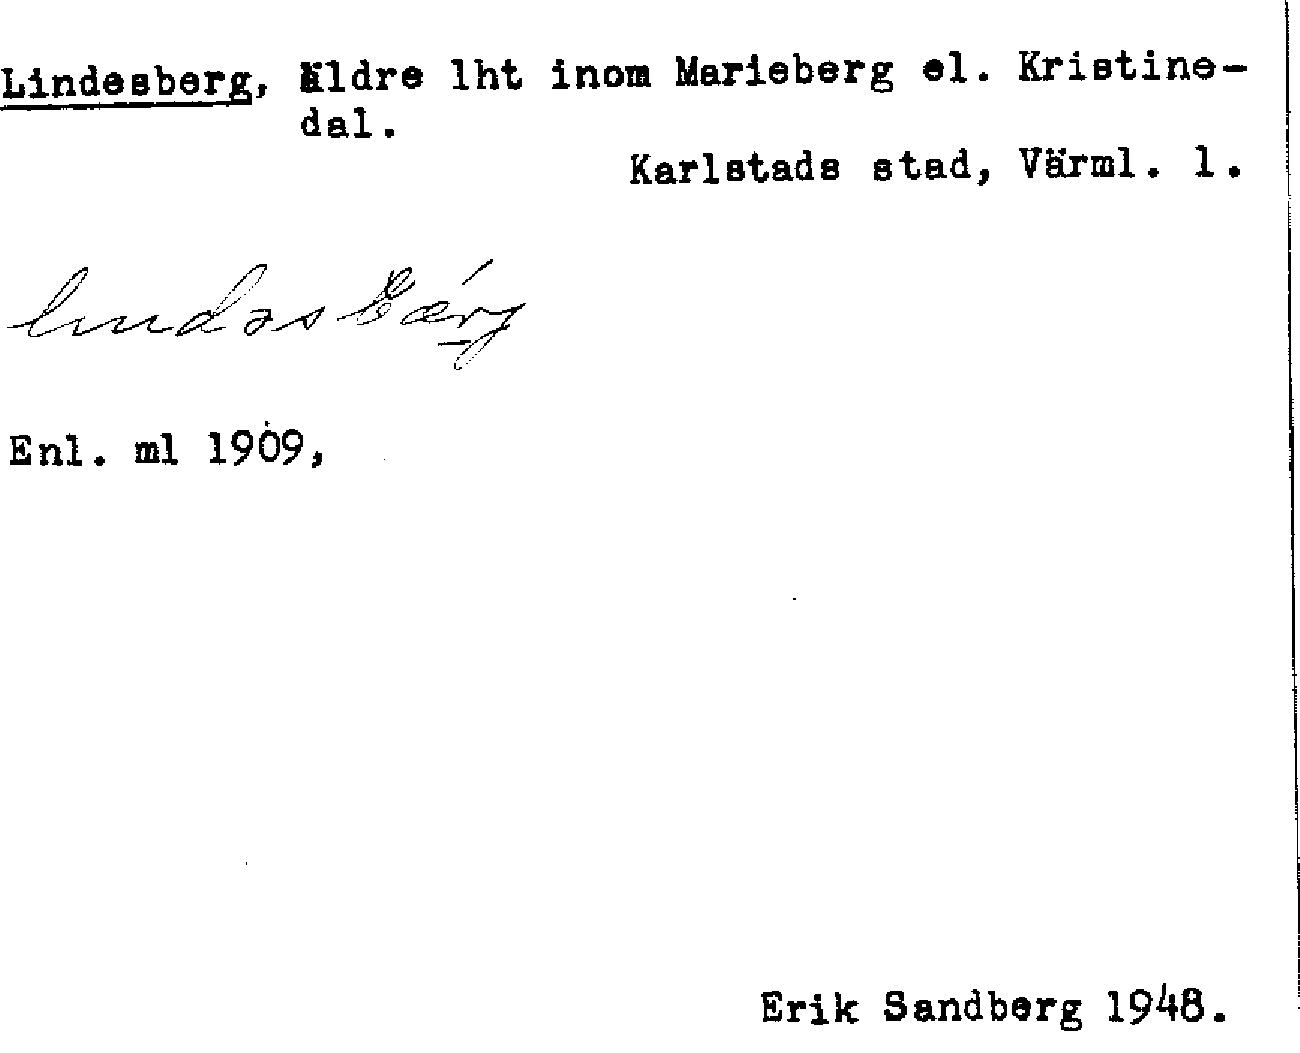 Lindesberg, äldre lht inom Marieberg el. Kristine-
dal.
Karlstads stad, Värml. l.
Enl. ml 1909,
Erik Sandberg 1948.